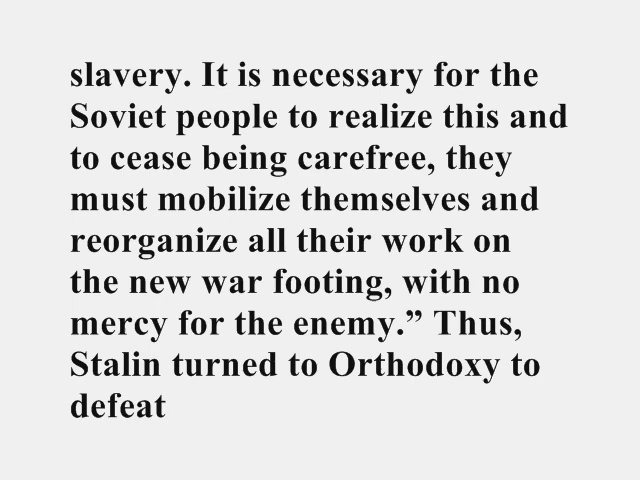 slavery. It is necessary for the
Soviet people to realize this and
to cease being carefree, they
must mobilize themselves and
reorganize all their work on
the new war footing, with no
mercy for the enemy.” Thus,
Stalin turned to Orthodoxy to
defeat